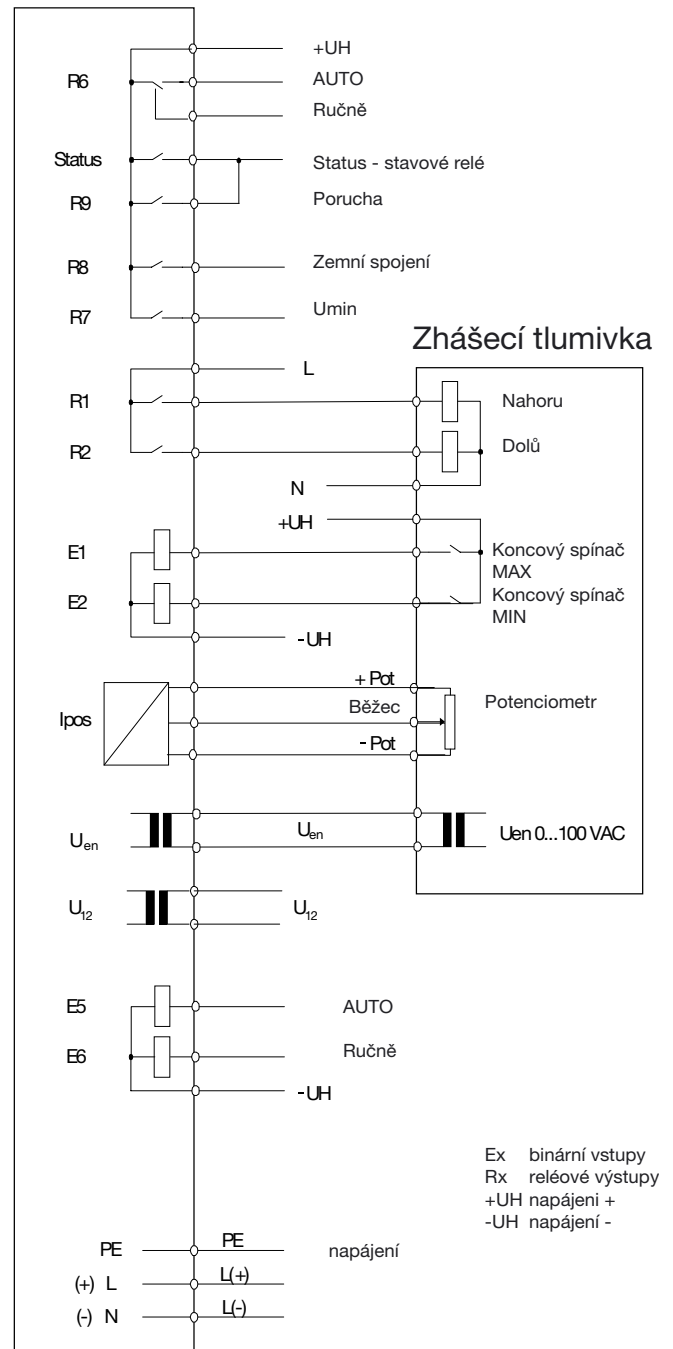 +UH
R6
AUTO
Ručně
Status
Status - stavové relé
R9
Porucha
R8
Zemní spojení
R7
Umin
Zhášecí tlumivka
L
R1
Nahoru
R2
Dolů
N
+UH
E1
Koncový spínač
MAX
E2
Koncový spínač
MIN
- UH
+ Pot
Ipos
Běžec
Potenciometr
- Pot
Uen
Uen
Uen 0...100 VAC
U12
U12
E5
AUTO
E6
Ručně
- UH
Ex binární vstupy
Rx reléové výstupy
+UH napájeni +
-UH napájení -
PE
PE
napájení
(+) L
L(+)
(-) N
L(-)